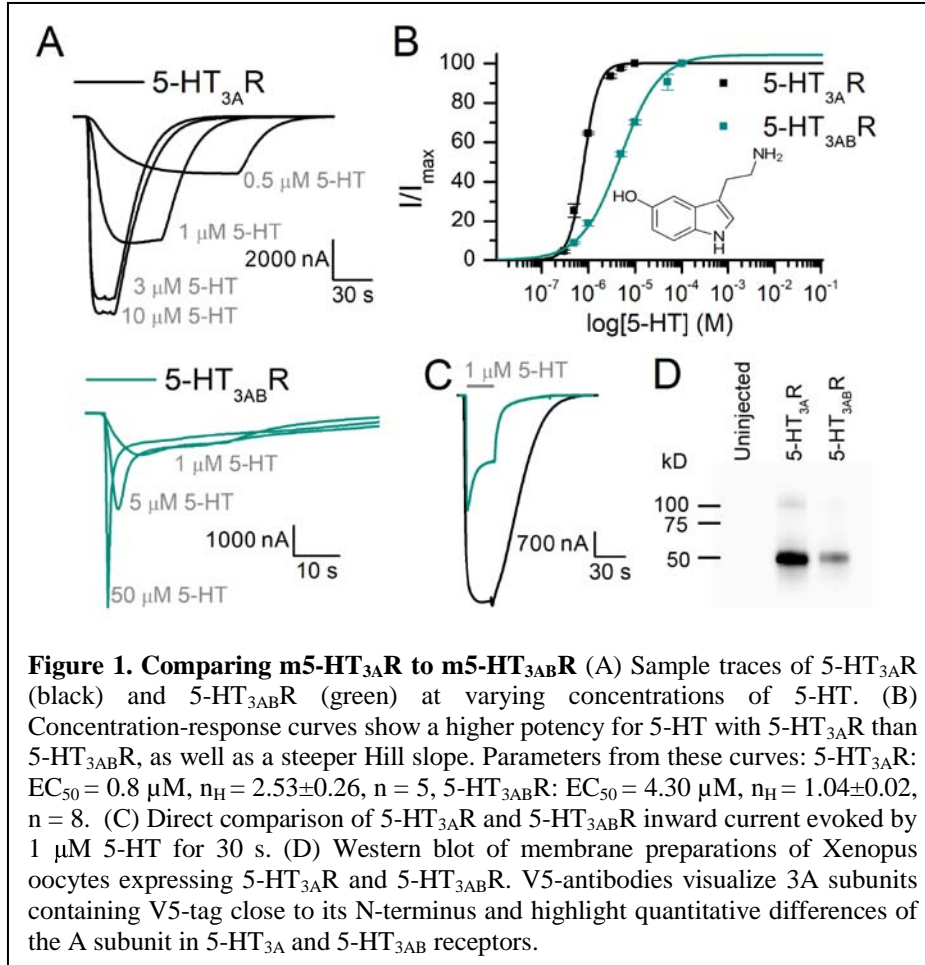 A
5-HT3AR
0.5 μM 5-HT
1 μM 5-HT
3 μM 5-HT
10 μM 5-HT
2000 nA
30 s
B
I/Imax
100
80
60
40
20
0
5-HT3AR
5-HT3ABR
NH2
HO
N
H
10-7 10-6 10-5 10-4 10-3 10-2 10-1
log[5-HT] (M)
5-HT3ABR
1 μM 5-HT
5 μM 5-HT
50 μM 5-HT
1000 nA
10 s
C
1 μM 5-HT
700 nA
30 s
D
Uninjected
5-HT3AR
5-HT3ABR
kD
100
75
50
Figure 1. Comparing m5-HT3AR to m5-HT3ABR (A) Sample traces of 5-HT3AR
(black) and 5-HT3ABR (green) at varying concentrations of 5-HT. (B)
Concentration-response curves show a higher potency for 5-HT with 5-HT3AR than
5-HT3ABR, as well as a steeper Hill slope. Parameters from these curves: 5-HT3AR:
EC50 = 0.8 μM, nH = 2.53±0.26, n = 5, 5-HT3ABR: EC50 = 4.30 μM, nH = 1.04±0.02,
n = 8. (C) Direct comparison of 5-HT3AR and 5-HT3ABR inward current evoked by
1 μM 5-HT for 30 s. (D) Western blot of membrane preparations of Xenopus
oocytes expressing 5-HT3AR and 5-HT3ABR. V5-antibodies visualize 3A subunits
containing V5-tag close to its N-terminus and highlight quantitative differences of
the A subunit in 5-HT3A and 5-HT3AB receptors.